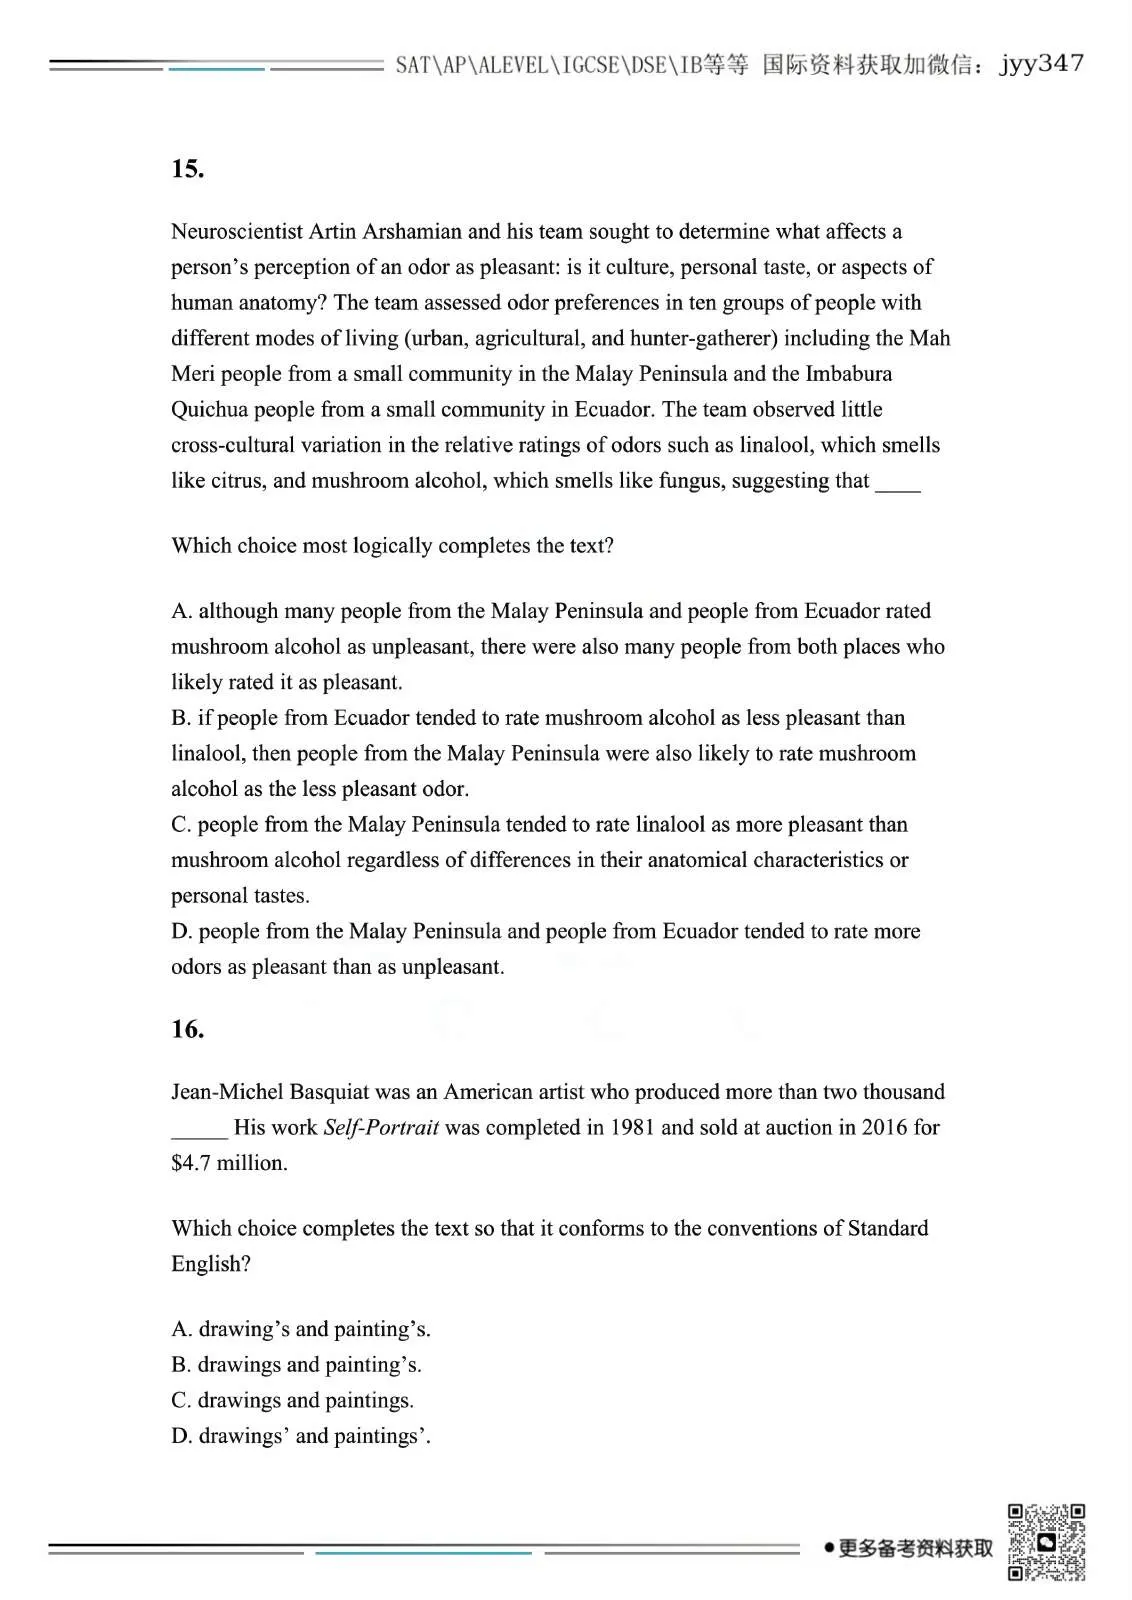 SAT\AP\ALEVEL\IGCSE\DSE\IB等等 国际资料获取加微信: jyy347
15.
Neuroscientist Artin Arshamian and his team sought to determine what affects a
person’s perception of an odor as pleasant: is it culture, personal taste, or aspects of
human anatomy? The team assessed odor preferences in ten groups of people with
different modes of living (urban, agricultural, and hunter-gatherer) including the Mah
Meri people from a small community in the Malay Peninsula and the Imbabura
Quichua people from a small community in Ecuador. The team observed little
cross-cultural variation in the relative ratings of odors such as linalool, which smells
like citrus, and mushroom alcohol, which smells like fungus, suggesting that ____
Which choice most logically completes the text?
A. although many people from the Malay Peninsula and people from Ecuador rated
mushroom alcohol as unpleasant, there were also many people from both places who
likely rated it as pleasant.
B. if people from Ecuador tended to rate mushroom alcohol as less pleasant than
linalool, then people from the Malay Peninsula were also likely to rate mushroom
alcohol as the less pleasant odor.
C. people from the Malay Peninsula tended to rate linalool as more pleasant than
mushroom alcohol regardless of differences in their anatomical characteristics or
personal tastes.
D. people from the Malay Peninsula and people from Ecuador tended to rate more
odors as pleasant than as unpleasant.
16.
Jean-Michel Basquiat was an American artist who produced more than two thousand
_____ His work Self-Portrait was completed in 1981 and sold at auction in 2016 for
$4.7 million.
Which choice completes the text so that it conforms to the conventions of Standard
English?
A. drawing’s and painting’s.
B. drawings and painting’s.
C. drawings and paintings.
D. drawings’ and paintings’.
●更多备考资料获取